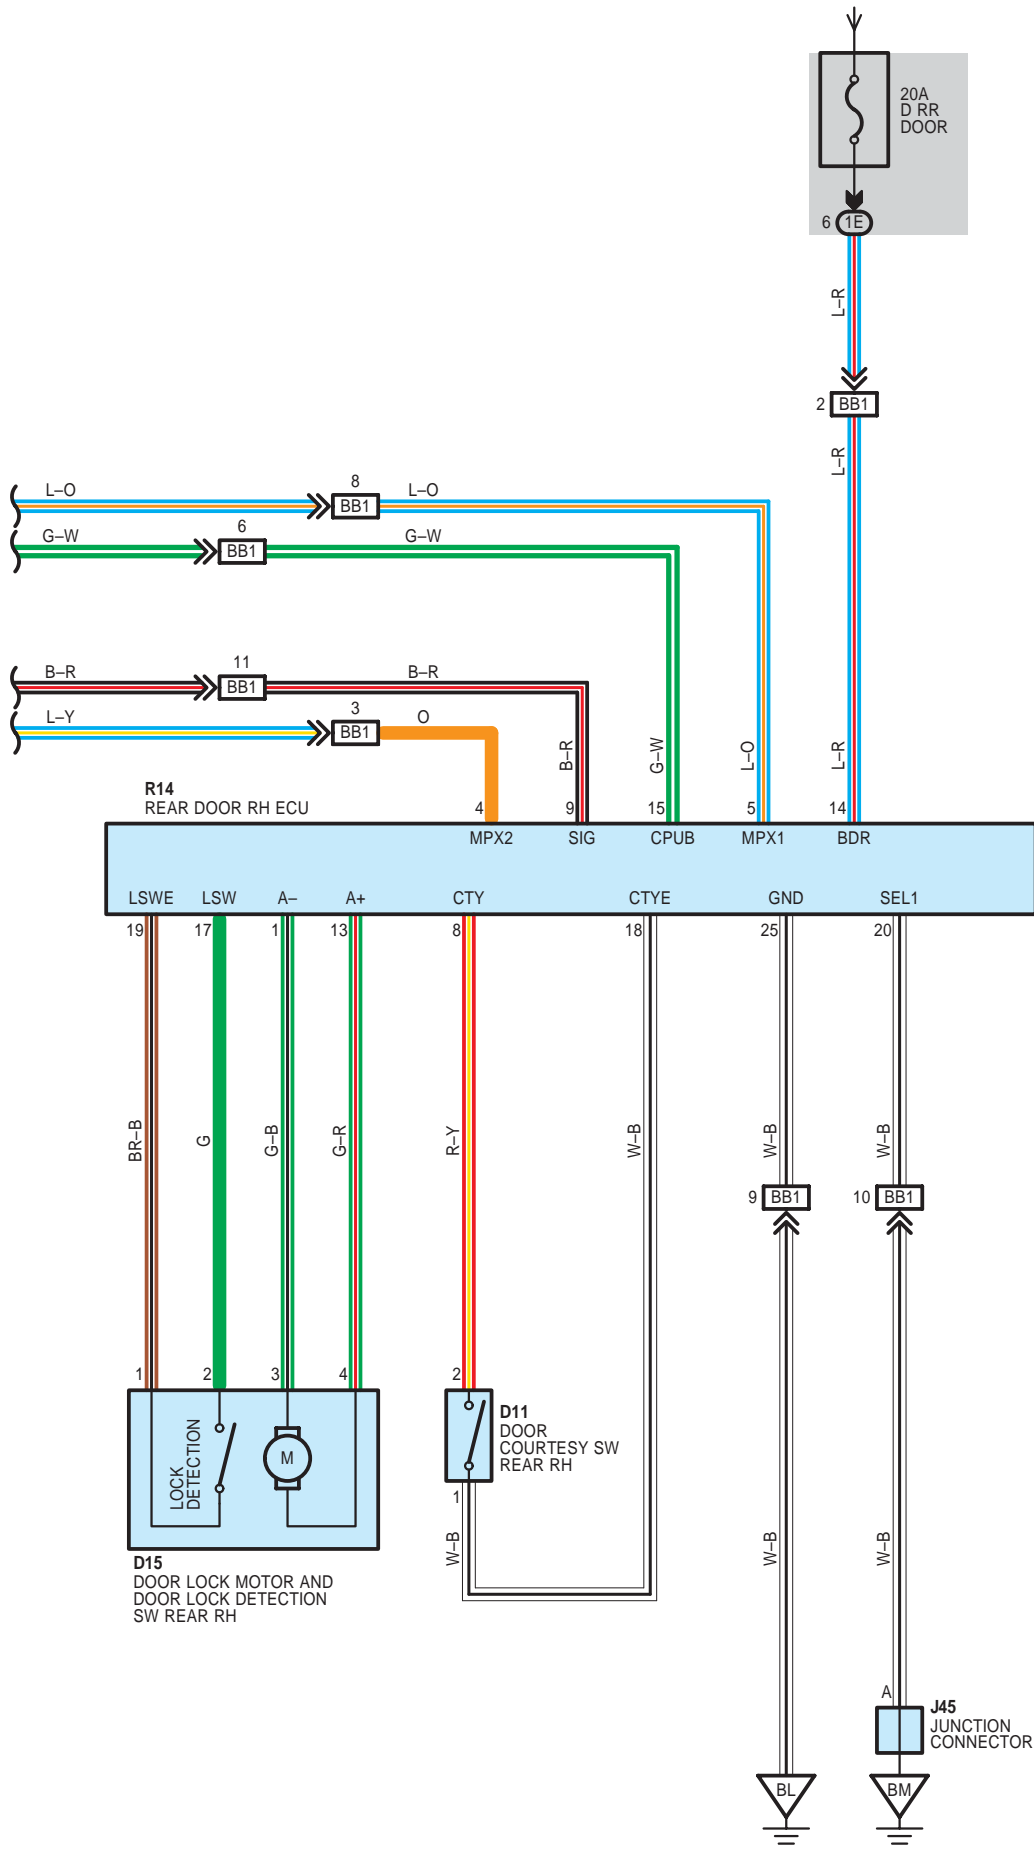 20A
D RR
DOOR
6 1E
L–R
2 BB1
L–R
L–O 8 BB1 L–O
G–W 6 BB1 G–W
B–R 11 BB1 B–R
L–Y 3 BB1 O
B–R G–W L–O L–R
R14
REAR DOOR RH ECU
4 9 15 5 14
MPX2 SIG CPUB MPX1 BDR
LSWE LSW A– A+ CTY CTYE GND SEL1
19 17 1 13 8 18 25 20
BR–B G G–B G–R R–Y W–B W–B W–B
9 BB1 10 BB1
1 2 3 4 2
LOCK
DETECTION
M
D11
DOOR
COURTESY SW
REAR RH
1
W–B W–B W–B
D15
DOOR LOCK MOTOR AND
DOOR LOCK DETECTION
SW REAR RH
A
J45
JUNCTION
CONNECTOR
BL BM